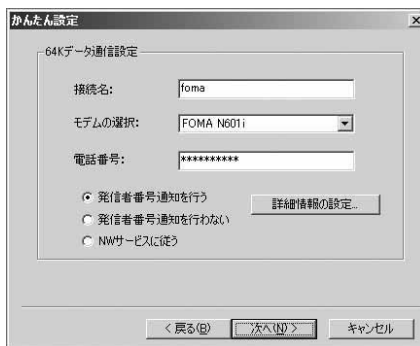 かんたん設定
64Kデータ通信設定
接続名: foma
モデムの選択: FOMA N601i
電話番号: **********
発信者番号通知を行う
詳細情報の設定...
発信者番号通知を行わない
NWサービスに従う
< 戻る(B) 次へ(N) > キャンセル